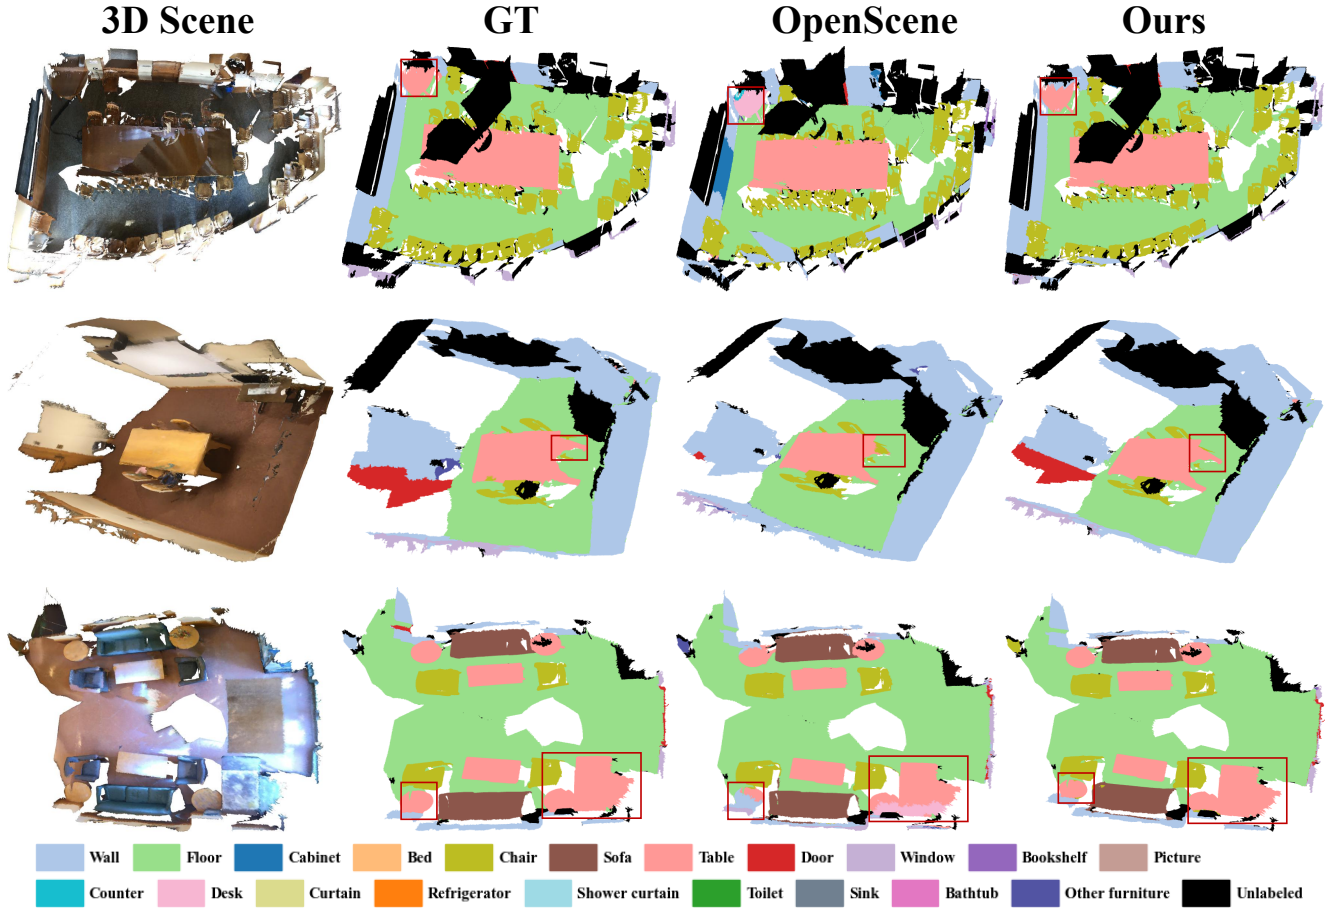 3D Scene GT OpenScene Ours
Wall Floor Cabinet Bed Chair Sofa Table Door Window Bookshelf Picture
Counter Desk Curtain Refrigerator Shower curtain Toilet Sink Bathtub Other furniture Unlabeled